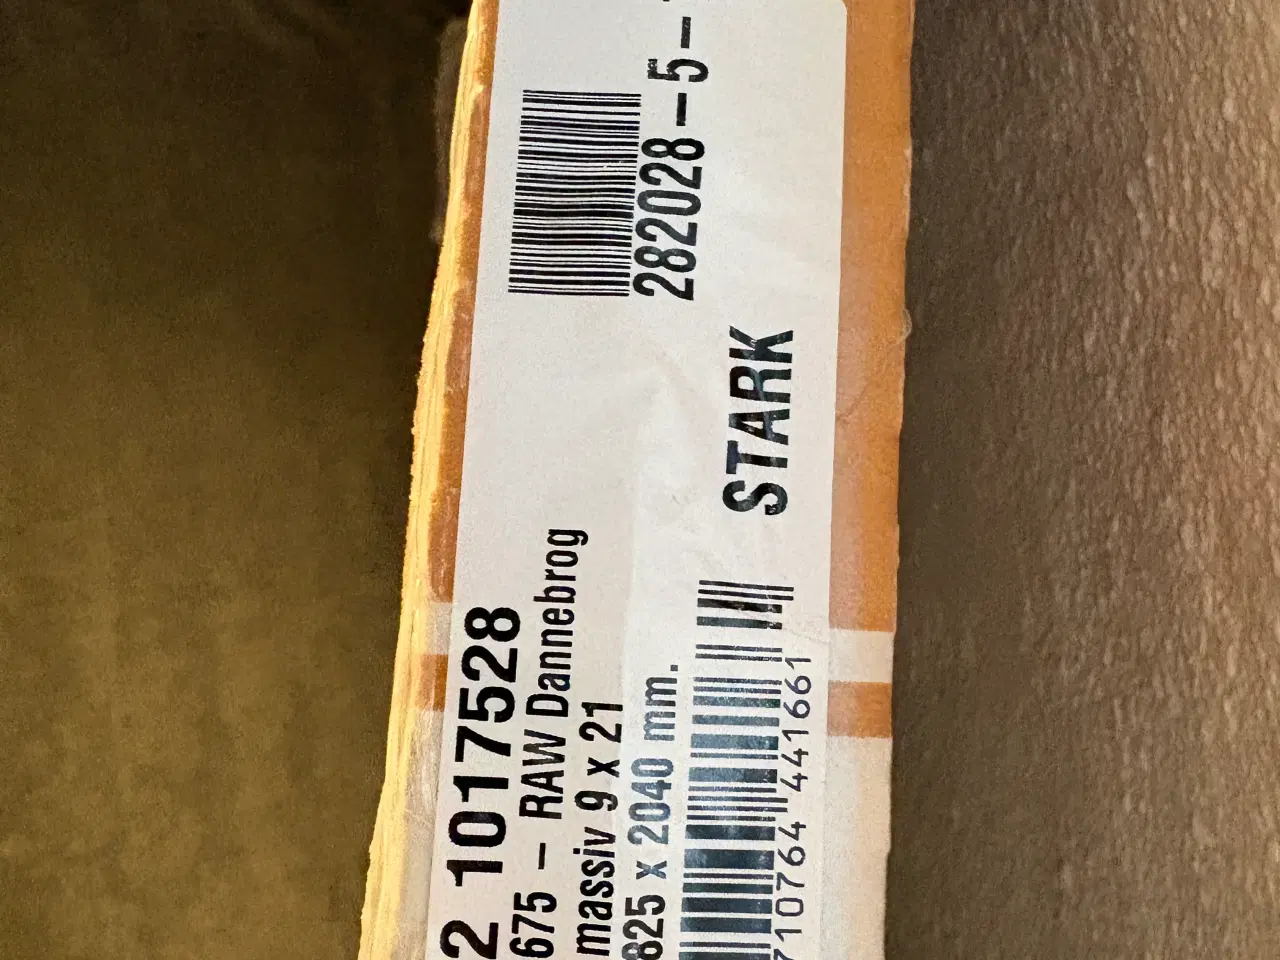 2 1017528
675 – RAW Dannebrog
massiv 9 x 21
825 x 2040 mm.
710764 441661
STARK
282028–5–